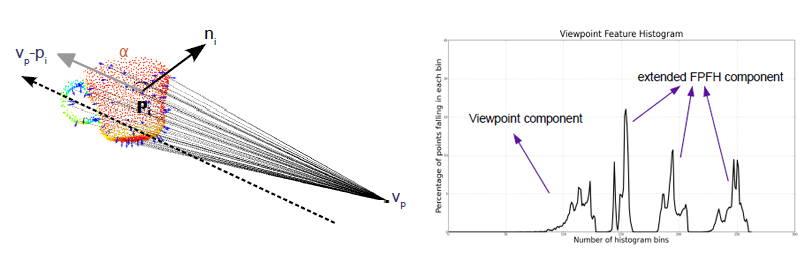 n_i
α
v_p-p_i
p_i
v_p
Viewpoint Feature Histogram
extended FPFH component
Viewpoint component
Percentage of points falling in each bin
Number of histogram bins